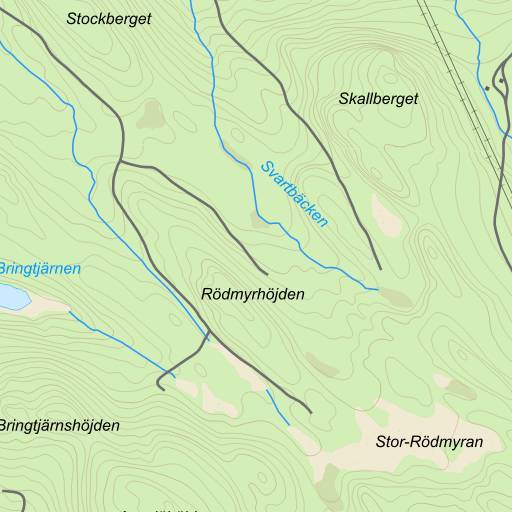 Stockberget
Skallberget
Svartbäcken
Bringtjärnen
Rödmyrhöjden
Bringtjärnshöjden
Stor-Rödmyran